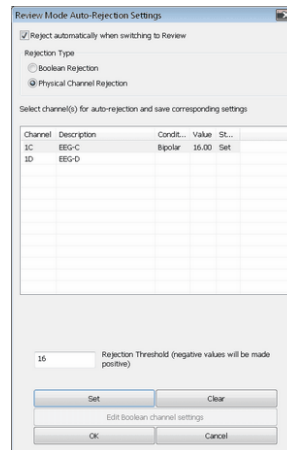 Review Mode Auto-Rejection Settings
Reject automatically when switching to Review
Rejection Type
Boolean Rejection
Physical Channel Rejection
Select channel(s) for auto-rejection and save corresponding settings
Channel Description Condit... Value St...
1C EEG-C Bipolar 16.00 Set
1D EEG-D
16 Rejection Threshold (negative values will be made
positive)
Set Clear
Edit Boolean channel settings
OK Cancel